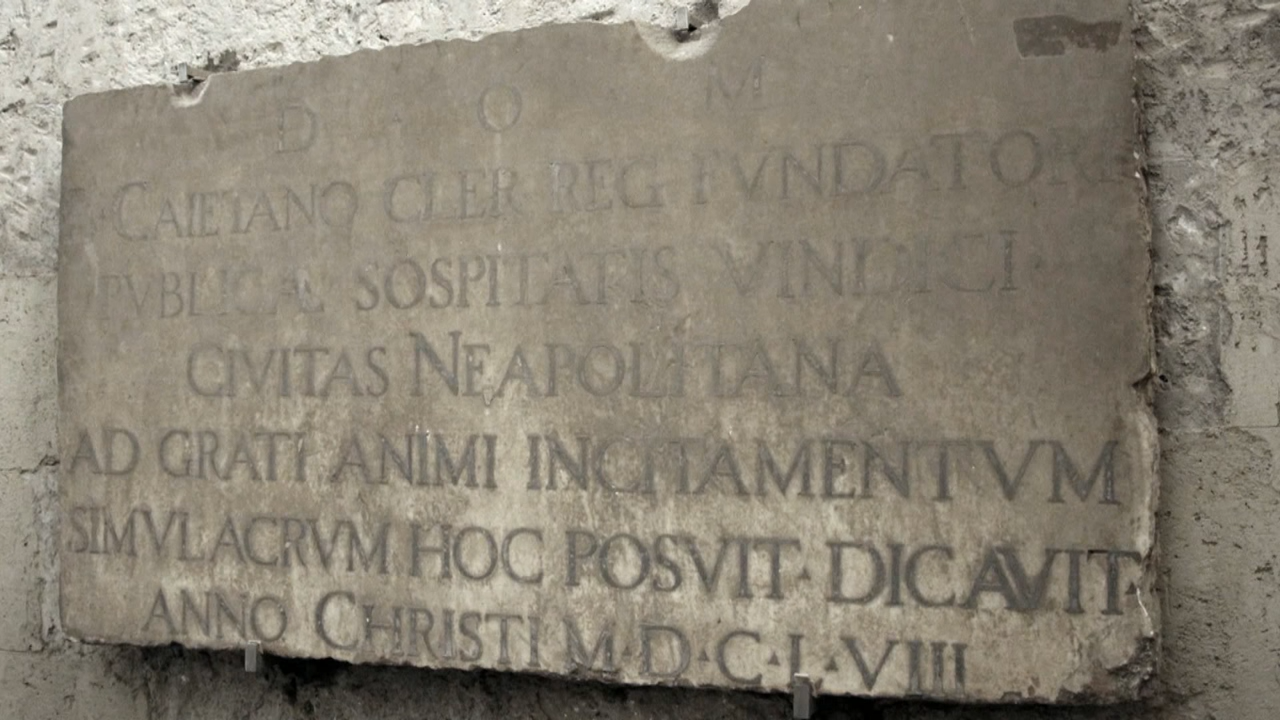 D O M
CAIETANO CLER REG FVNDATORI
PVBLICAE SOSPITATIS VINDICI
CIVITAS NEAPOLITANA
AD GRATI ANIMI INCITAMENTVM
SIMVLACRVM HOC POSVIT · DICAVIT ·
ANNO CHRISTI M · D · C · L · VIII